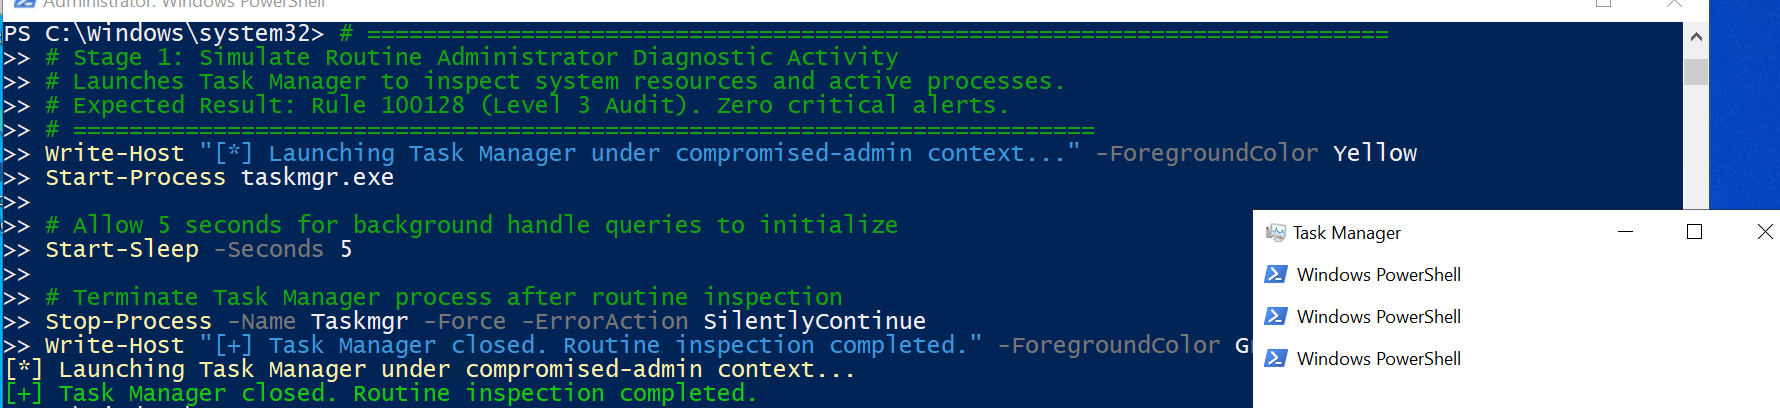 Administrator: Windows PowerShell
PS C:\Windows\system32> # =========================================================================
>> # Stage 1: Simulate Routine Administrator Diagnostic Activity
>> # Launches Task Manager to inspect system resources and active processes.
>> # Expected Result: Rule 100128 (Level 3 Audit). Zero critical alerts.
>> # =========================================================================
>> Write-Host "[*] Launching Task Manager under compromised-admin context..." -ForegroundColor Yellow
>> Start-Process taskmgr.exe
>>
>> # Allow 5 seconds for background handle queries to initialize
>> Start-Sleep -Seconds 5
>>
>> # Terminate Task Manager process after routine inspection
>> Stop-Process -Name Taskmgr -Force -ErrorAction SilentlyContinue
>> Write-Host "[+] Task Manager closed. Routine inspection completed." -ForegroundColor
[*] Launching Task Manager under compromised-admin context...
[+] Task Manager closed. Routine inspection completed.
Task Manager
Windows PowerShell
Windows PowerShell
Windows PowerShell